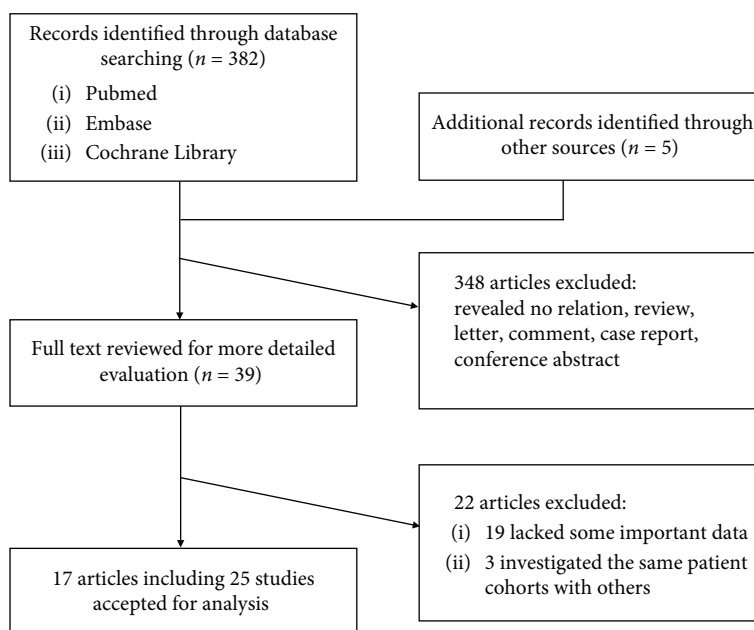 Records identified through database
searching (n = 382)
(i) Pubmed
(ii) Embase
(iii) Cochrane Library
Additional records identified through
other sources (n = 5)
348 articles excluded:
revealed no relation, review,
letter, comment, case report,
conference abstract
Full text reviewed for more detailed
evaluation (n = 39)
22 articles excluded:
(i) 19 lacked some important data
(ii) 3 investigated the same patient
cohorts with others
17 articles including 25 studies
accepted for analysis